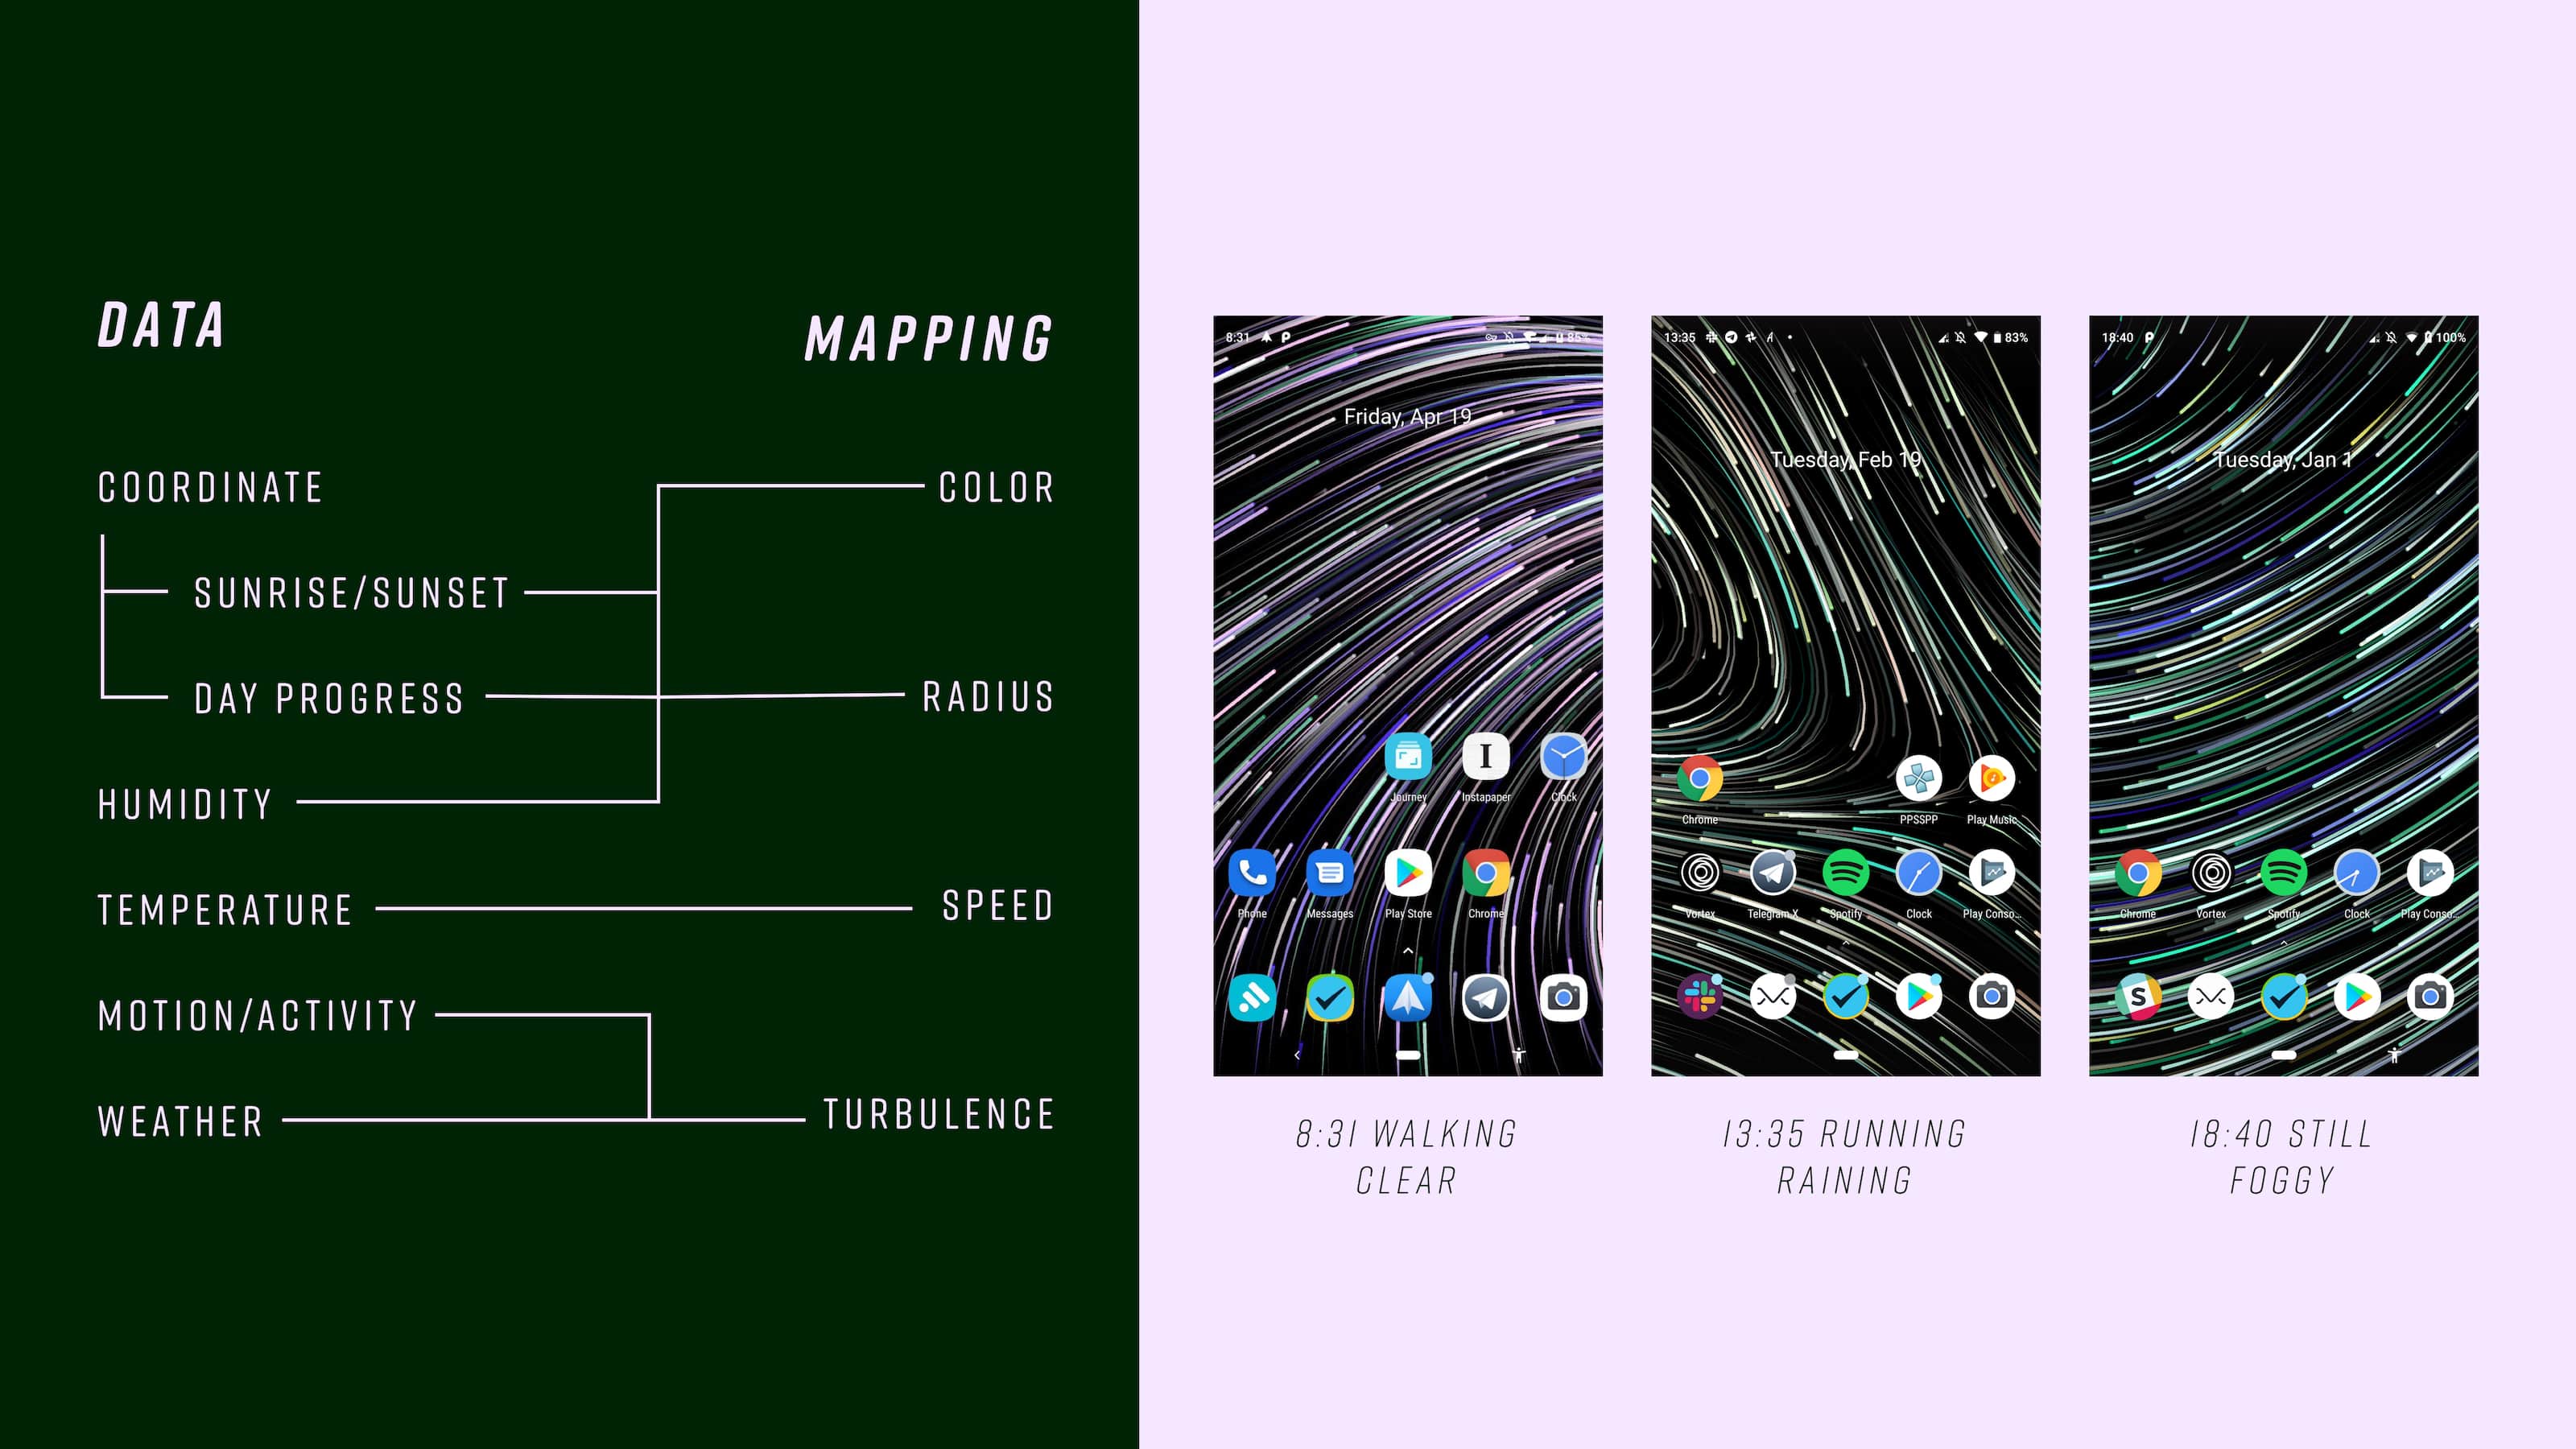 DATA
MAPPING
COORDINATE
COLOR
SUNRISE/SUNSET
DAY PROGRESS
RADIUS
HUMIDITY
TEMPERATURE
SPEED
MOTION/ACTIVITY
WEATHER
TURBULENCE
8:31 P 85%
Friday, Apr 19
Journey Instapaper Clock
Phone Messages Play Store Chrome
8:31 WALKING
CLEAR
13:35 83%
Tuesday, Feb 19
Chrome PPSSPP Play Music
Vortex Telegram X Spotify Clock Play Conso...
13:35 RUNNING
RAINING
18:40 P 100%
Tuesday, Jan 1
Chrome Vortex Spotify Clock Play Conso...
S
18:40 STILL
FOGGY